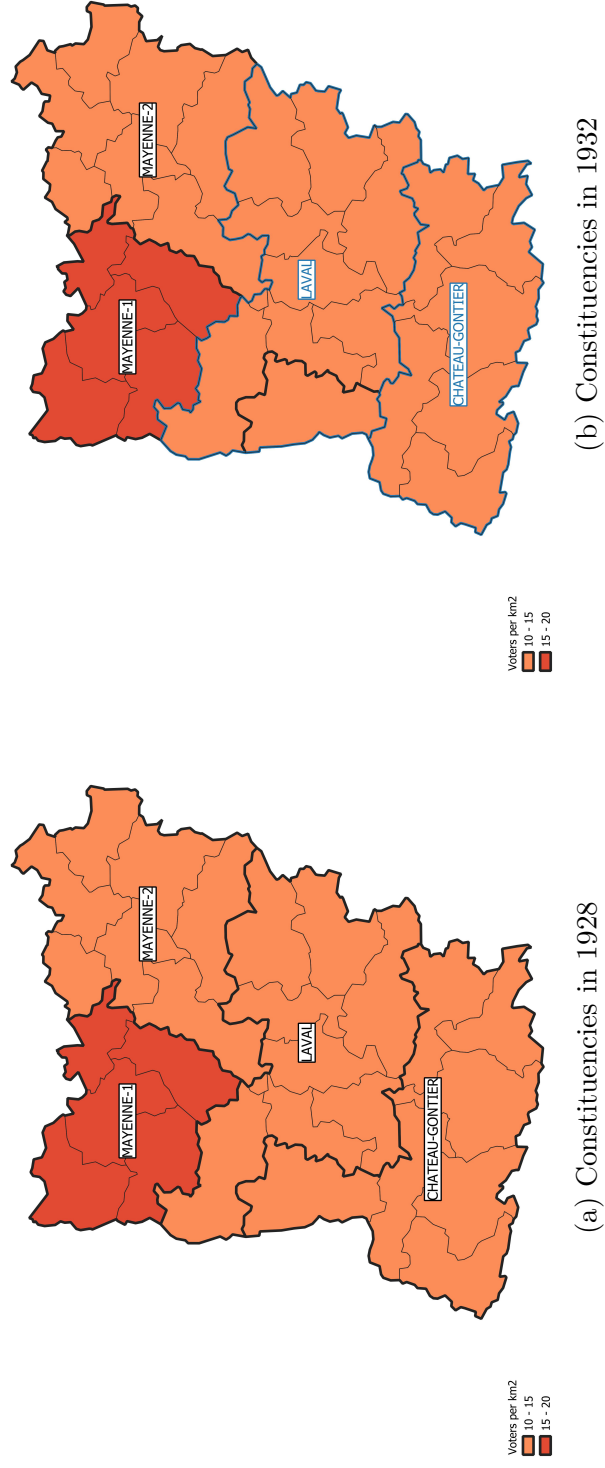 MAYENNE-1
MAYENNE-2
LAVAL
CHATEAU-GONTIER
Voters per km2
10 - 15
15 - 20
(a) Constituencies in 1928
MAYENNE-1
MAYENNE-2
LAVAL
CHATEAU-GONTIER
Voters per km2
10 - 15
15 - 20
(b) Constituencies in 1932